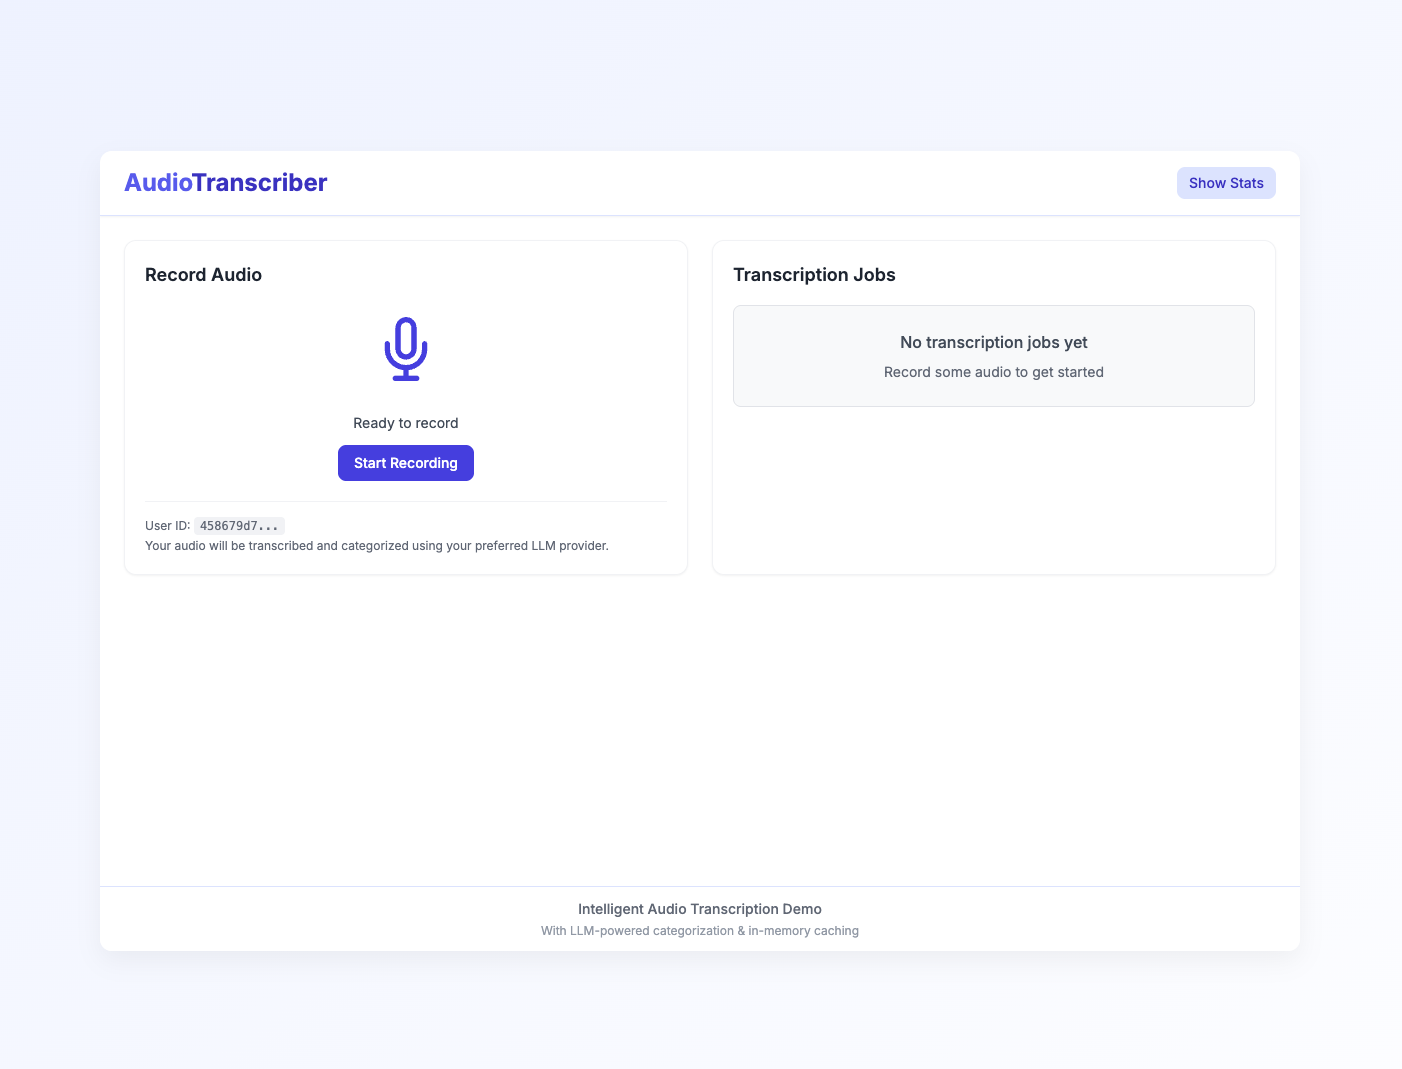 AudioTranscriber
Show Stats
Record Audio
Ready to record
Start Recording
User ID: 458679d7...
Your audio will be transcribed and categorized using your preferred LLM provider.
Transcription Jobs
No transcription jobs yet
Record some audio to get started
Intelligent Audio Transcription Demo
With LLM-powered categorization & in-memory caching